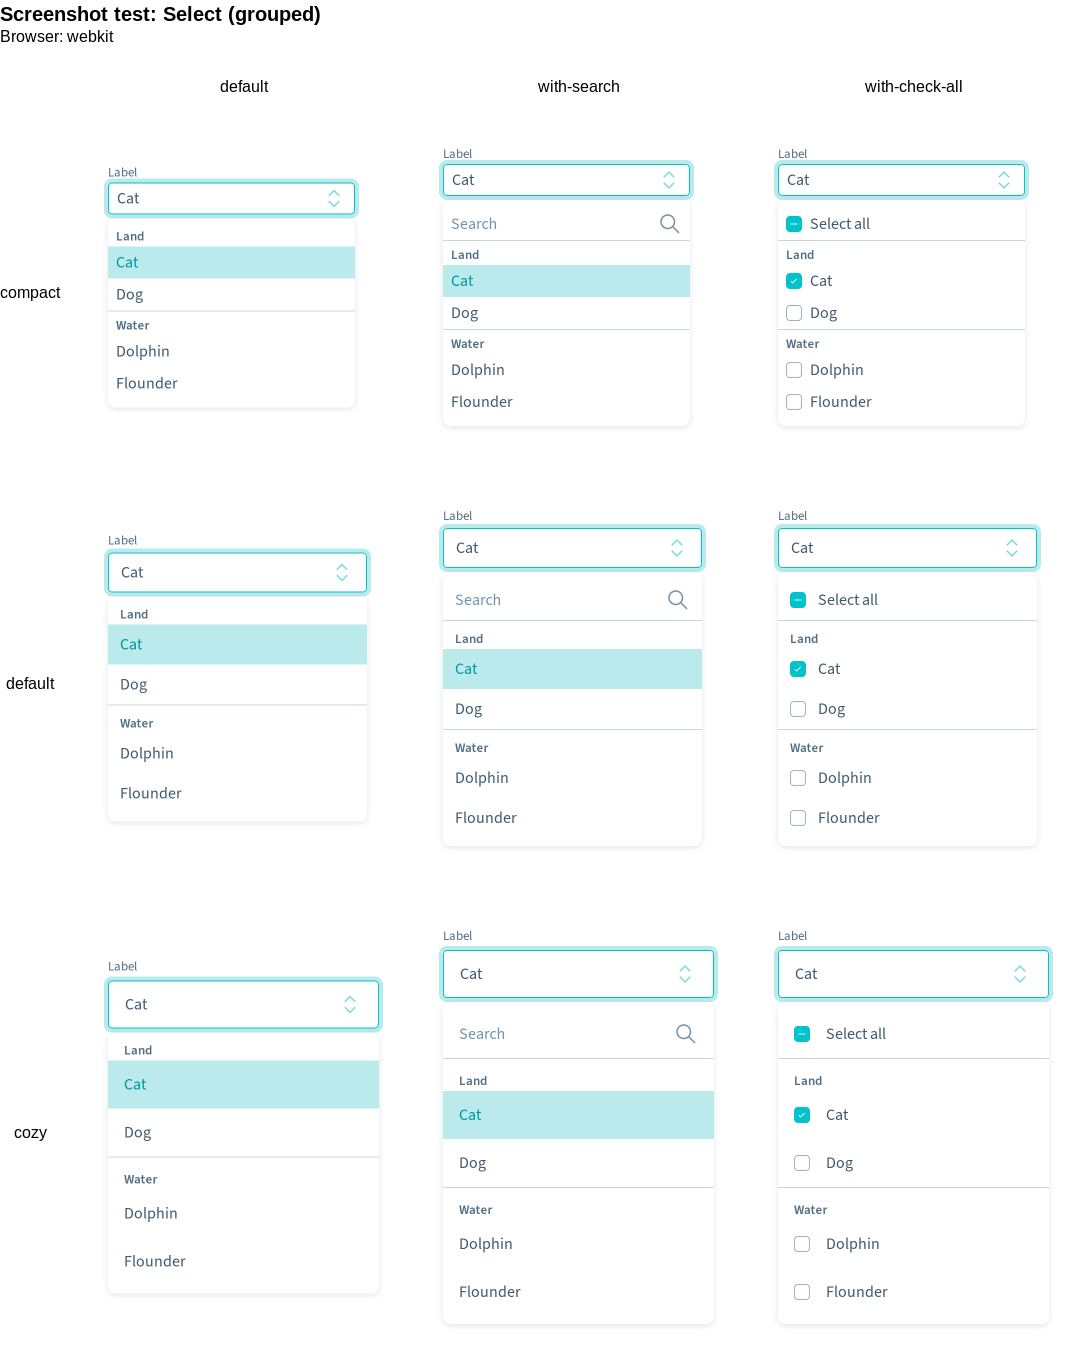 Screenshot test: Select (grouped)
Browser: webkit
default
with-search
with-check-all
compact
Label
Cat
Land
Cat
Dog
Water
Dolphin
Flounder
Label
Cat
Search
Land
Cat
Dog
Water
Dolphin
Flounder
Label
Cat
Select all
Land
Cat
Dog
Water
Dolphin
Flounder
default
Label
Cat
Land
Cat
Dog
Water
Dolphin
Flounder
Label
Cat
Search
Land
Cat
Dog
Water
Dolphin
Flounder
Label
Cat
Select all
Land
Cat
Dog
Water
Dolphin
Flounder
cozy
Label
Cat
Land
Cat
Dog
Water
Dolphin
Flounder
Label
Cat
Search
Land
Cat
Dog
Water
Dolphin
Flounder
Label
Cat
Select all
Land
Cat
Dog
Water
Dolphin
Flounder